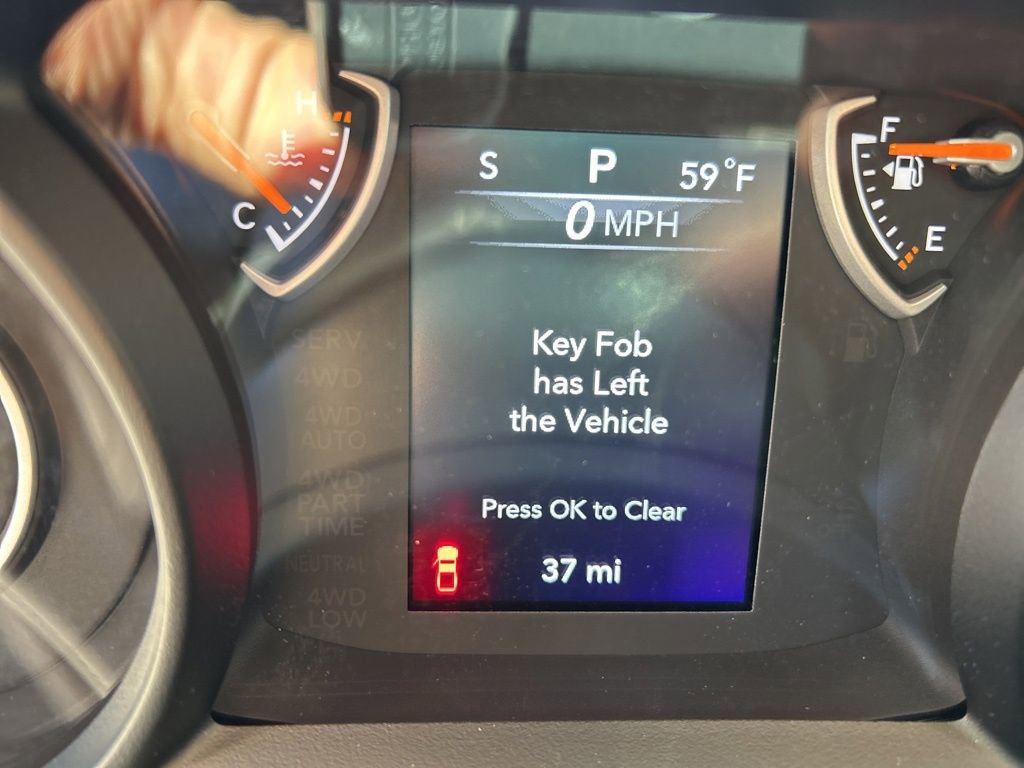 H
C
S P 59°F
0 MPH
Key Fob
has Left
the Vehicle
Press OK to Clear
37 mi
F
E
SERV
4WD
4WD
AUTO
4WD
PART
TIME
NEUTRAL
4WD
LOW